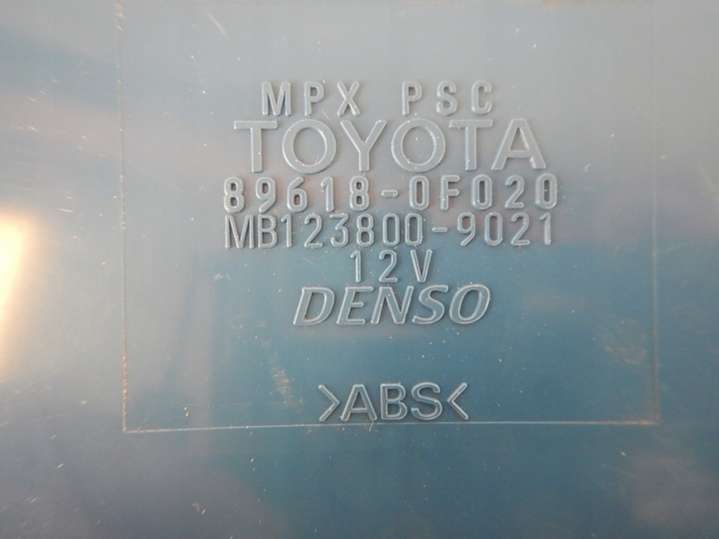 MPX PSC
TOYOTA
89618-0F020
MB123800-9021
12V
DENSO
>ABS<